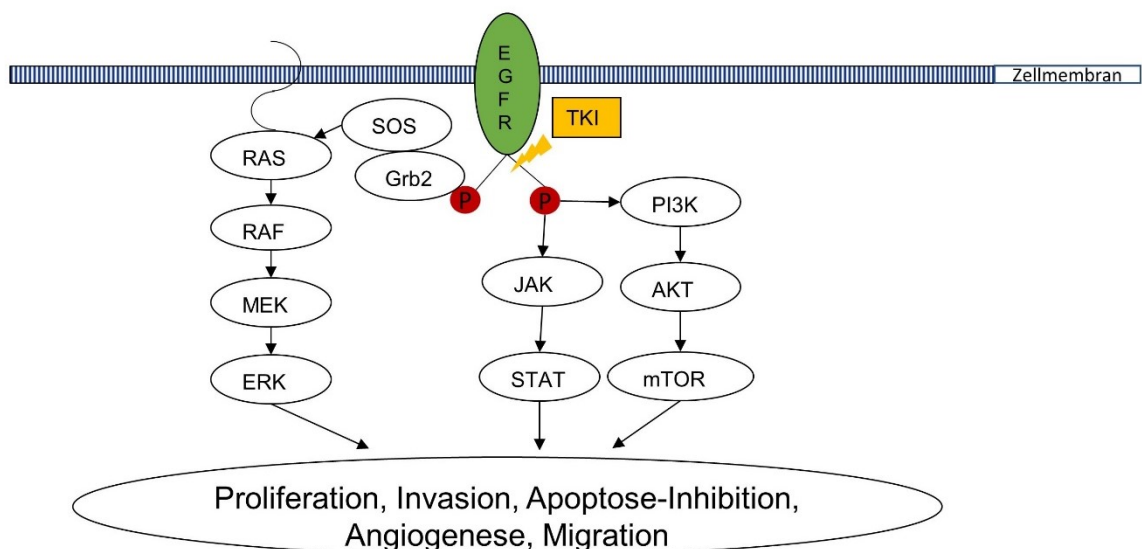 EGFR
Zellmembran
TKI
SOS
RAS
Grb2
P
P
PI3K
RAF
JAK
AKT
MEK
ERK
STAT
mTOR
Proliferation, Invasion, Apoptose-Inhibition,
Angiogenese, Migration